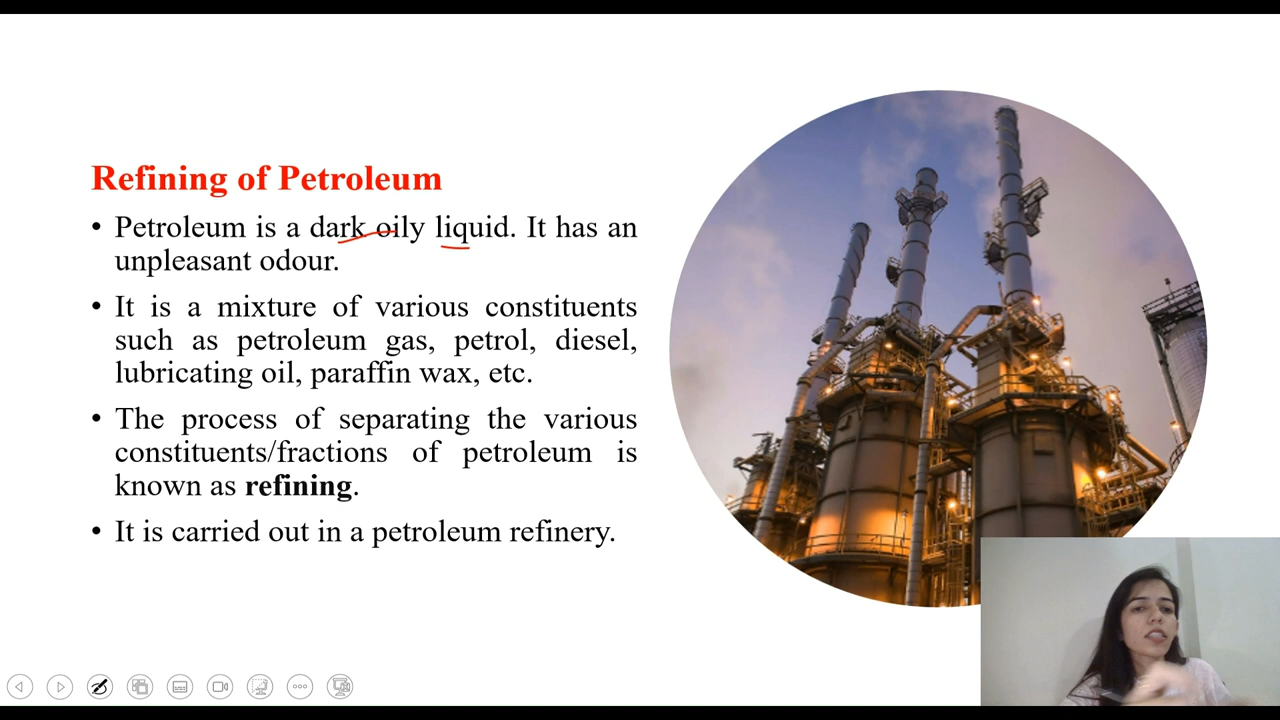 Refining of Petroleum
• Petroleum is a dark oily liquid. It has an
unpleasant odour.
• It is a mixture of various constituents
such as petroleum gas, petrol, diesel,
lubricating oil, paraffin wax, etc.
• The process of separating the various
constituents/fractions of petroleum is
known as refining.
• It is carried out in a petroleum refinery.